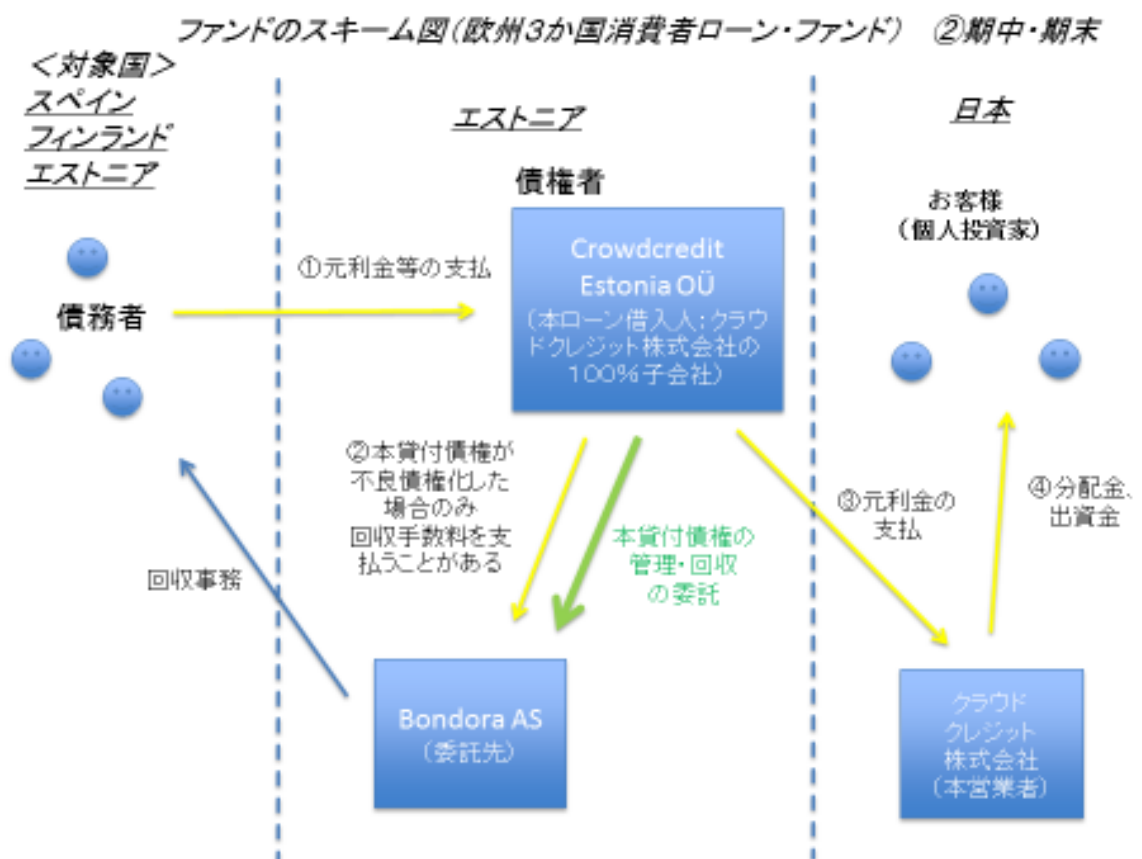 ファンドのスキーム図(欧州3か国消費者ローン・ファンド) ②期中・期末
<対象国>
スペイン
フィンランド
エストニア
エストニア
日本
債権者
お客様
(個人投資家)
①元利金等の支払
債務者
Crowdcredit
Estonia OÜ
(本ローン借入人:クラウ
ドクレジット株式会社の
100%子会社)
②本貸付債権が
不良債権化した
場合のみ
回収手数料を支
払うことがある
本貸付債権の
管理・回収
の委託
③元利金の
支払
④分配金、
出資金
回収事務
Bondora AS
(委託先)
クラウド
クレジット
株式会社
(本営業者)